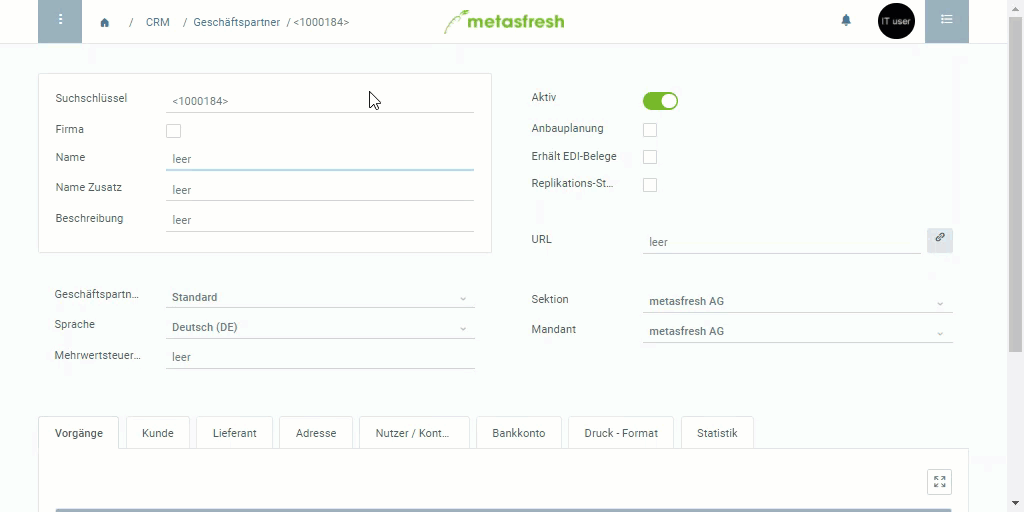 / CRM / Geschäftspartner / <1000184>
metasfresh
IT user
Suchschlüssel <1000184>
Firma
Name leer
Name Zusatz leer
Beschreibung leer
Aktiv
Anbauplanung
Erhält EDI-Belege
Replikations-St...
URL leer
Geschäftspartn... Standard
Sprache Deutsch (DE)
Mehrwertsteuer... leer
Sektion metasfresh AG
Mandant metasfresh AG
Vorgänge Kunde Lieferant Adresse Nutzer / Kont... Bankkonto Druck - Format Statistik